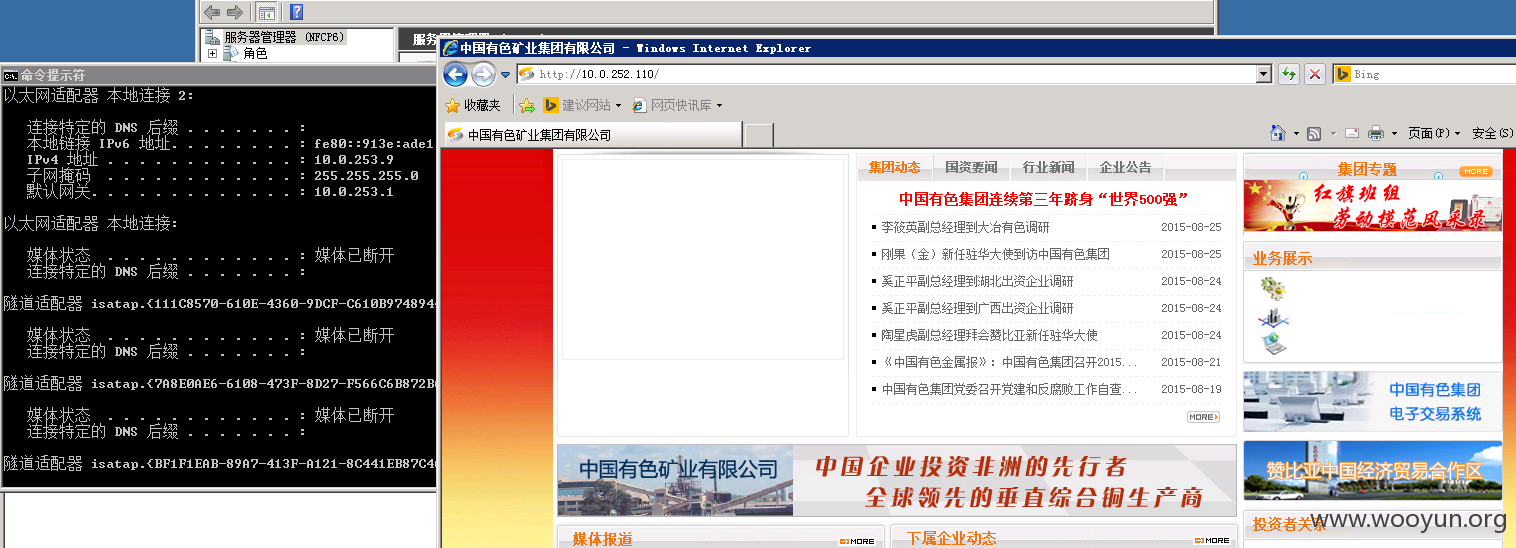 服务器管理器 (NFCP6)
角色
命令提示符
以太网适配器 本地连接 2:
连接特定的 DNS 后缀 . . . . . . . :
本地链接 IPv6 地址. . . . . . . . : fe80::913e:ade1
IPv4 地址 . . . . . . . . . . . . : 10.0.253.9
子网掩码 . . . . . . . . . . . . : 255.255.255.0
默认网关. . . . . . . . . . . . . : 10.0.253.1
以太网适配器 本地连接:
媒体状态 . . . . . . . . . . . . : 媒体已断开
连接特定的 DNS 后缀 . . . . . . . :
隧道适配器 isatap.{111C8570-610E-4360-9DCF-C610B974894
媒体状态 . . . . . . . . . . . . : 媒体已断开
连接特定的 DNS 后缀 . . . . . . . :
隧道适配器 isatap.{7A8E0AE6-6108-473F-8D27-F566C6B872B
媒体状态 . . . . . . . . . . . . : 媒体已断开
连接特定的 DNS 后缀 . . . . . . . :
隧道适配器 isatap.{BF1F1EAB-89A7-413F-A121-8C441EB87C4
中国有色矿业集团有限公司 - Windows Internet Explorer
http://10.0.252.110/
Bing
收藏夹
建议网站
网页快讯库
中国有色矿业集团有限公司
页面(P)
安全(S)
集团动态 国资要闻 行业新闻 企业公告
中国有色集团连续第三年跻身“世界500强”
李筱英副总经理到大冶有色调研 2015-08-25
刚果（金）新任驻华大使到访中国有色集团 2015-08-25
奚正平副总经理到湖北出资企业调研 2015-08-24
奚正平副总经理到广西出资企业调研 2015-08-24
陶星虎副总经理拜会赞比亚新任驻华大使 2015-08-24
《中国有色金属报》：中国有色集团召开2015... 2015-08-21
中国有色集团党委召开党建和反腐败工作自查... 2015-08-19
MORE
中国有色矿业有限公司
中国企业投资非洲的先行者
全球领先的垂直综合铜生产商
媒体报道 MORE
下属企业动态 MORE
集团专题 MORE
红旗班组
劳动模范风采录
业务展示
中国有色集团
电子交易系统
赞比亚中国经济贸易合作区
投资者关系
www.wooyun.org